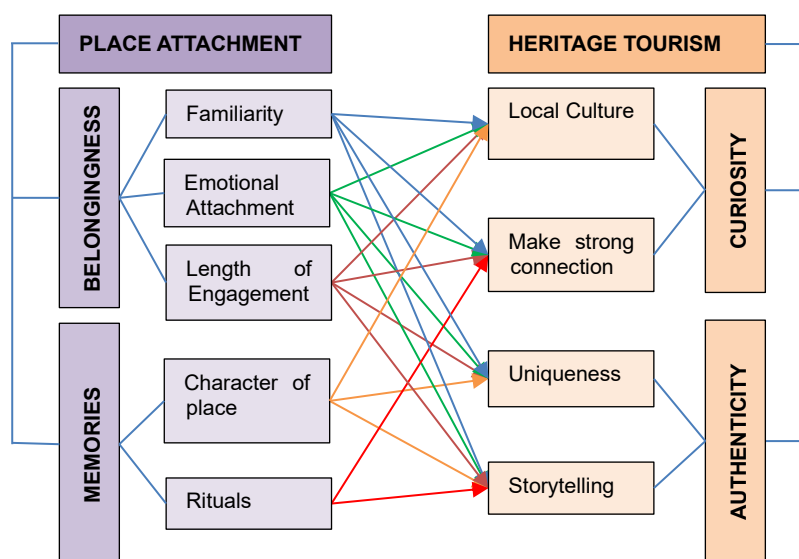 PLACE ATTACHMENT
HERITAGE TOURISM
BELONGINGNESS
Familiarity
Emotional
Attachment
Length of
Engagement
MEMORIES
Character of
place
Rituals
Local Culture
Make strong
connection
CURIOSITY
Uniqueness
Storytelling
AUTHENTICITY